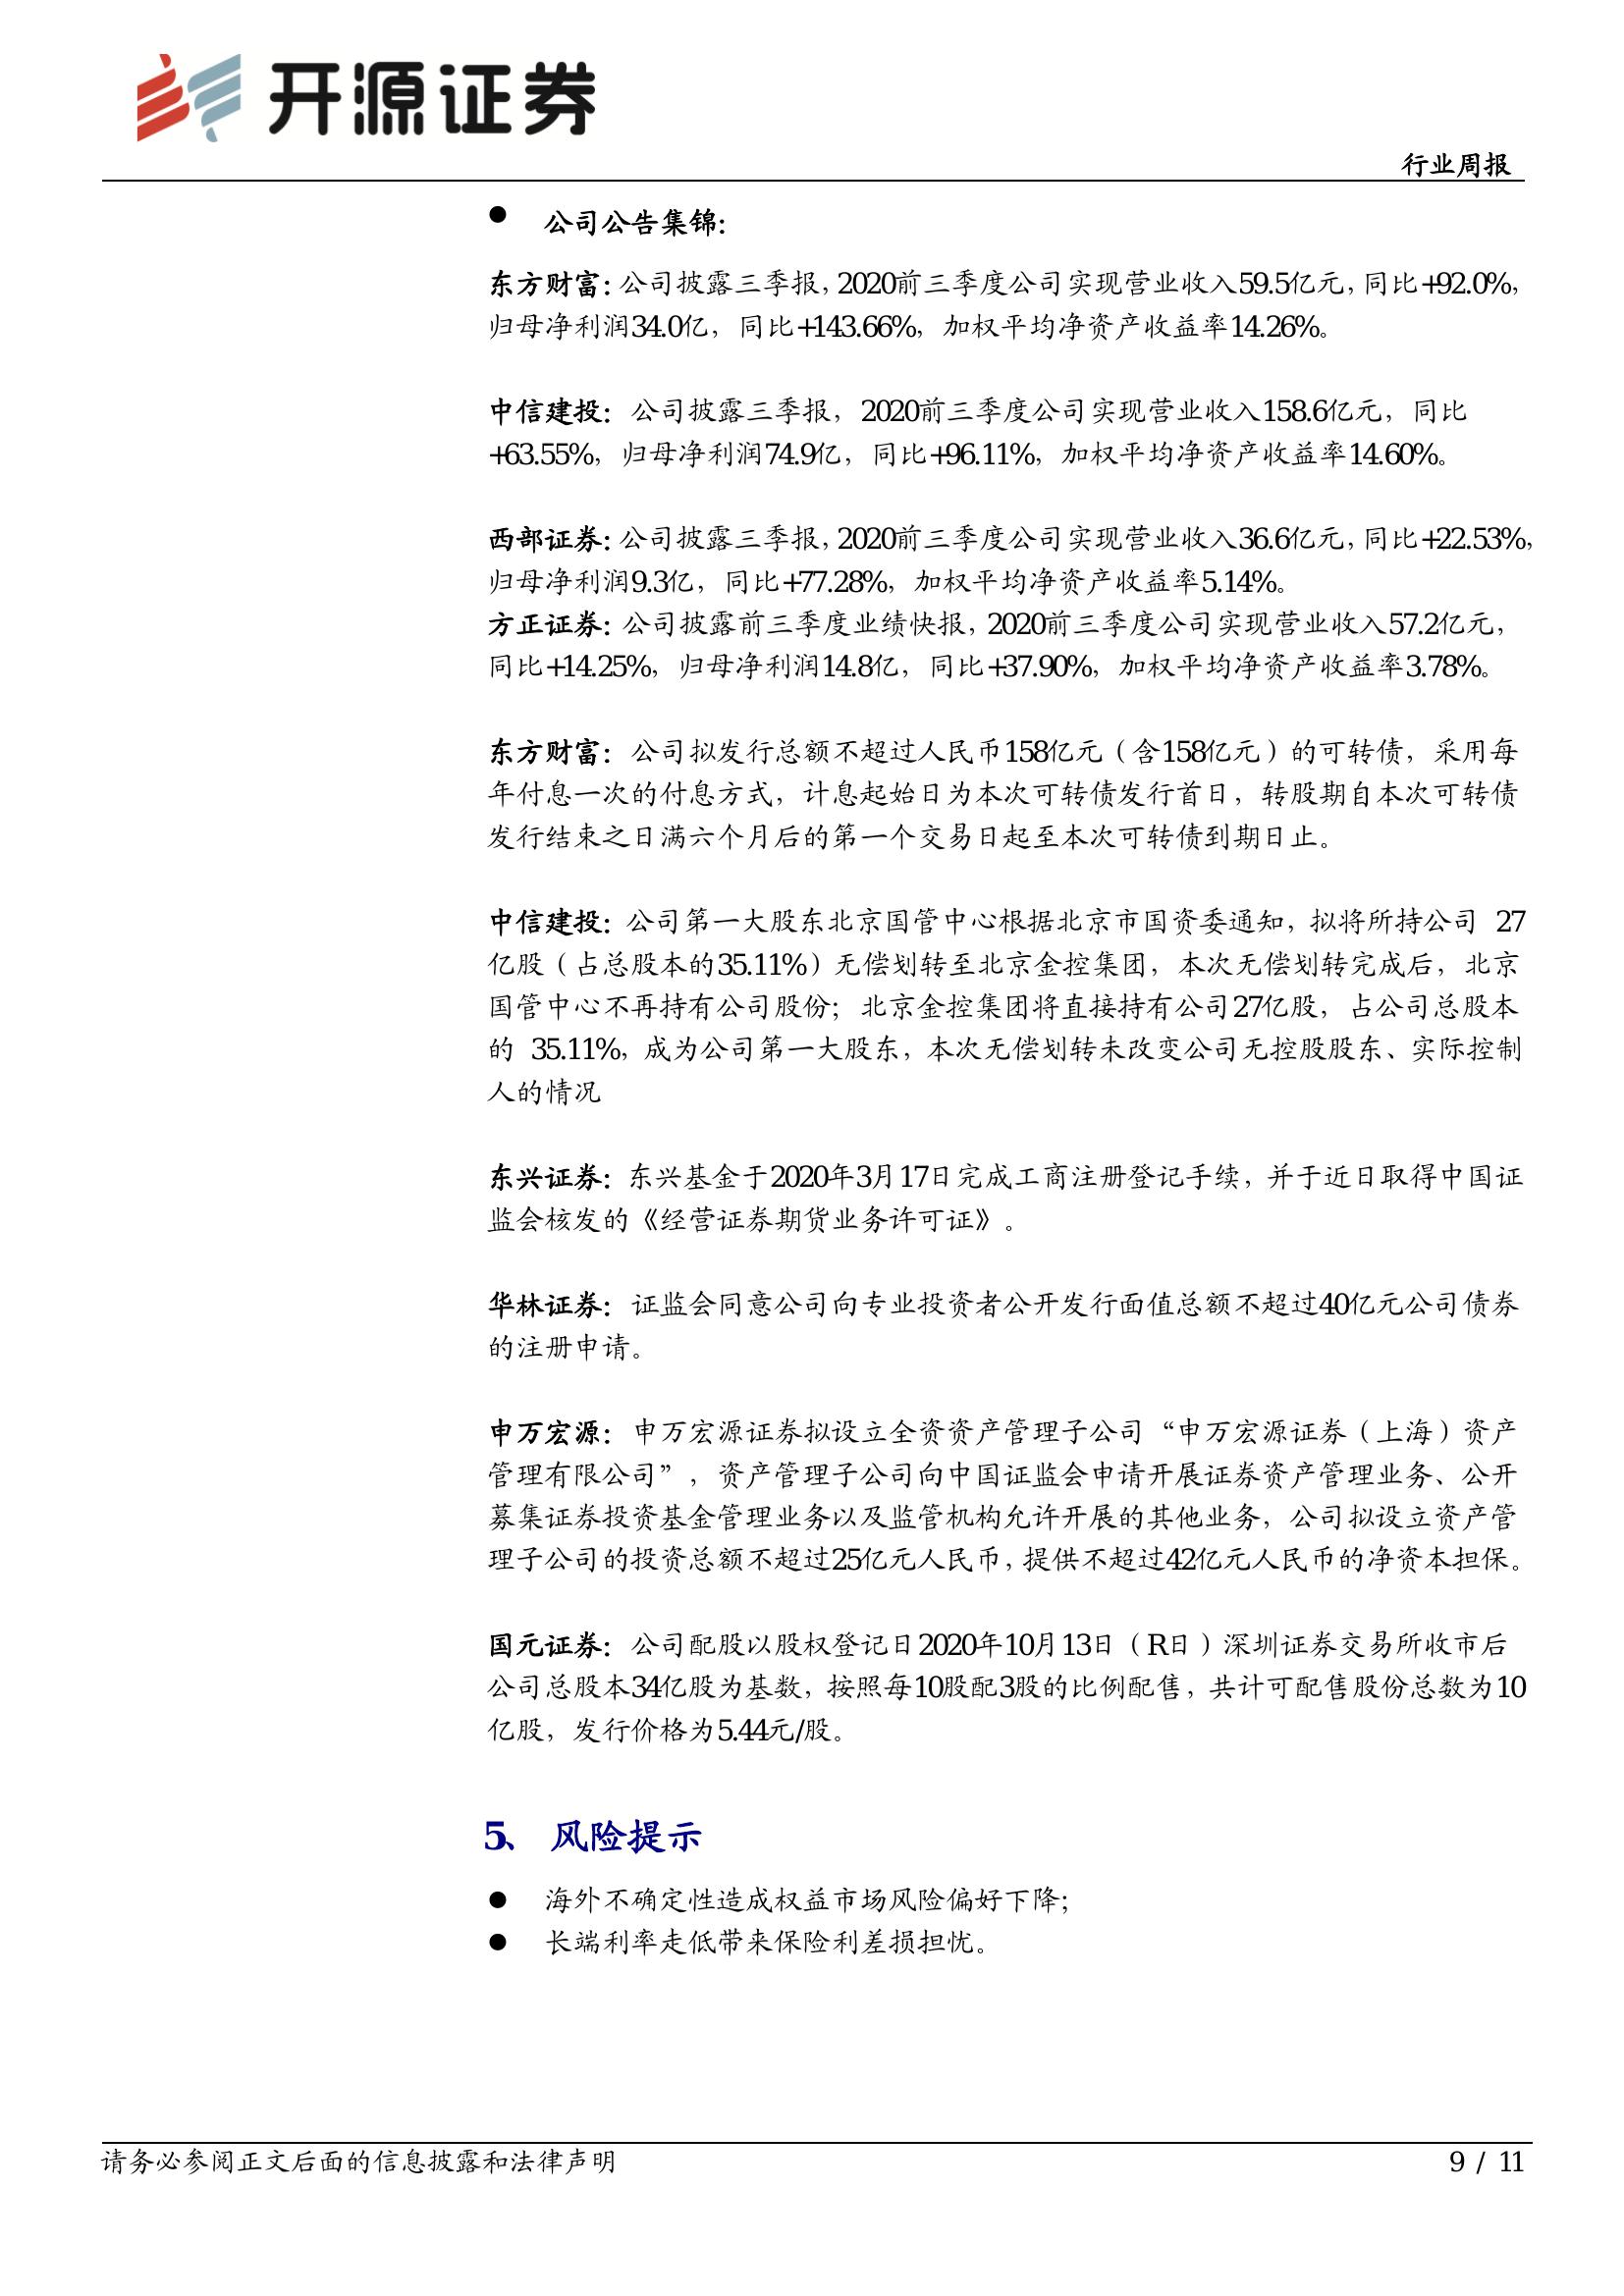 开源证券
行业周报
● 公司公告集锦：
东方财富：公司披露三季报，2020前三季度公司实现营业收入59.5亿元，同比+92.0%，
归母净利润34.0亿，同比+143.66%，加权平均净资产收益率14.26%。
中信建投：公司披露三季报，2020前三季度公司实现营业收入158.6亿元，同比
+63.55%，归母净利润74.9亿，同比+96.11%，加权平均净资产收益率14.60%。
西部证券：公司披露三季报，2020前三季度公司实现营业收入36.6亿元，同比+22.53%，
归母净利润9.3亿，同比+77.28%，加权平均净资产收益率5.14%。
方正证券：公司披露前三季度业绩快报，2020前三季度公司实现营业收入57.2亿元，
同比+14.25%，归母净利润14.8亿，同比+37.90%，加权平均净资产收益率3.78%。
东方财富：公司拟发行总额不超过人民币158亿元（含158亿元）的可转债，采用每
年付息一次的付息方式，计息起始日为本次可转债发行首日，转股期自本次可转债
发行结束之日满六个月后的第一个交易日起至本次可转债到期日止。
中信建投：公司第一大股东北京国管中心根据北京市国资委通知，拟将所持公司 27
亿股（占总股本的35.11%）无偿划转至北京金控集团，本次无偿划转完成后，北京
国管中心不再持有公司股份；北京金控集团将直接持有公司27亿股，占公司总股本
的 35.11%，成为公司第一大股东，本次无偿划转未改变公司无控股股东、实际控制
人的情况
东兴证券：东兴基金于2020年3月17日完成工商注册登记手续，并于近日取得中国证
监会核发的《经营证券期货业务许可证》。
华林证券：证监会同意公司向专业投资者公开发行面值总额不超过40亿元公司债券
的注册申请。
申万宏源：申万宏源证券拟设立全资资产管理子公司“申万宏源证券（上海）资产
管理有限公司”，资产管理子公司向中国证监会申请开展证券资产管理业务、公开
募集证券投资基金管理业务以及监管机构允许开展的其他业务，公司拟设立资产管
理子公司的投资总额不超过25亿元人民币，提供不超过42亿元人民币的净资本担保。
国元证券：公司配股以股权登记日2020年10月13日（R日）深圳证券交易所收市后
公司总股本34亿股为基数，按照每10股配3股的比例配售，共计可配售股份总数为10
亿股，发行价格为5.44元/股。
5、 风险提示
● 海外不确定性造成权益市场风险偏好下降；
● 长端利率走低带来保险利差损担忧。
请务必参阅正文后面的信息披露和法律声明
9 / 11